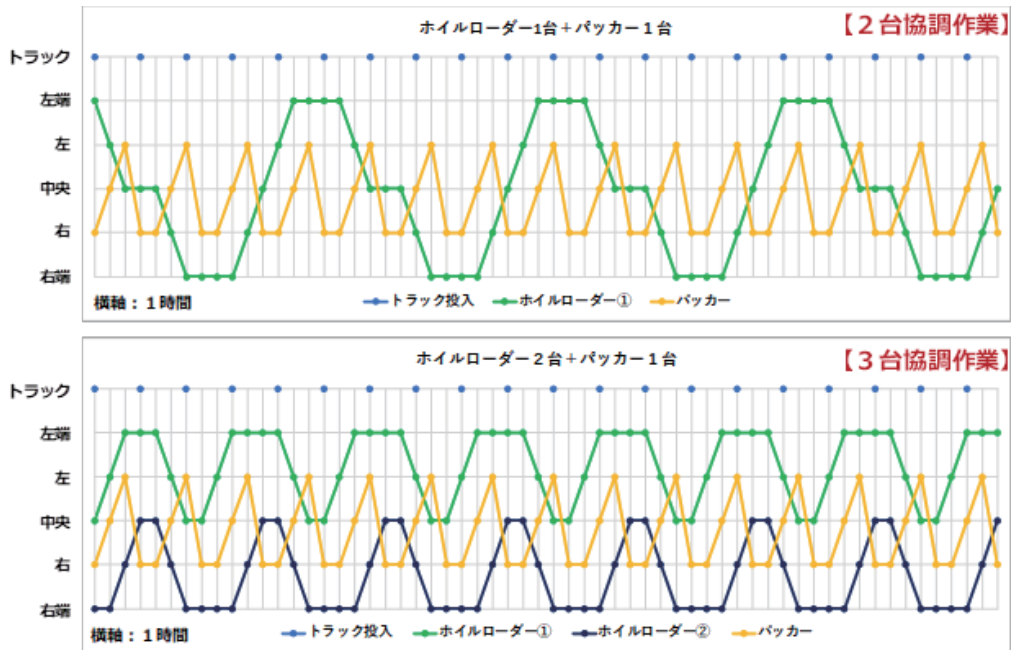 ホイルローダー1台+パッカー1台
【2台協調作業】
トラック
左端
左
中央
右
右端
横軸:1時間
トラック投入 ホイルローダー① パッカー
ホイルローダー2台+パッカー1台
【3台協調作業】
トラック
左端
左
中央
右
右端
横軸:1時間
トラック投入 ホイルローダー① ホイルローダー② パッカー